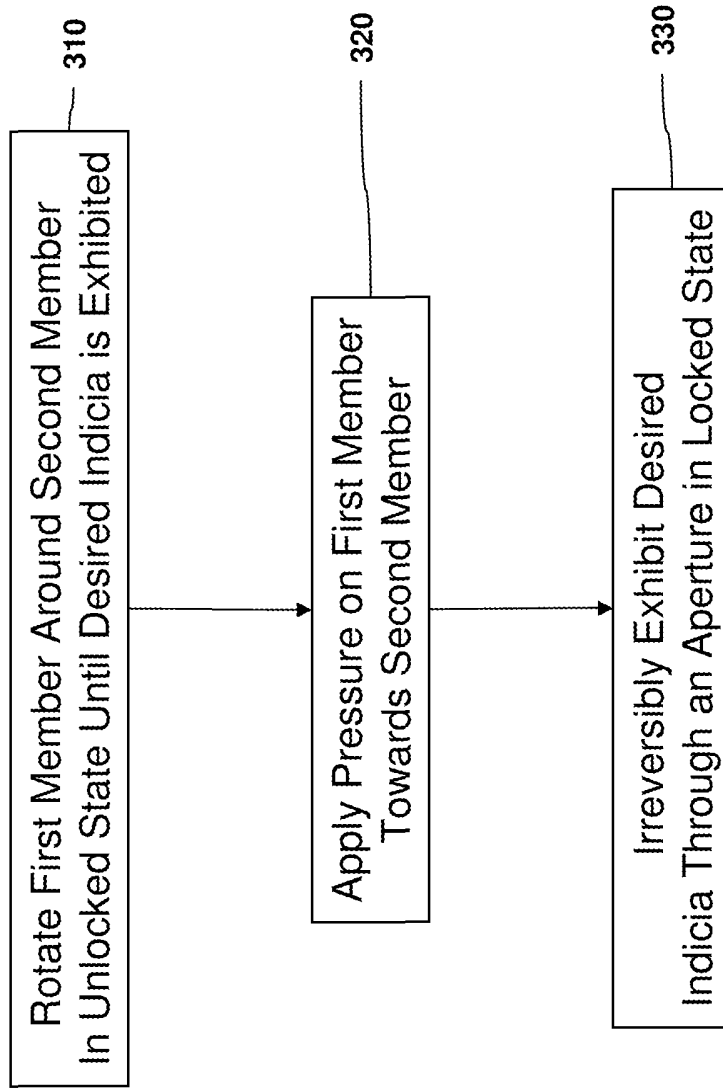 Rotate First Member Around Second Member
In Unlocked State Until Desired Indicia is Exhibited
310
Apply Pressure on First Member
Towards Second Member
320
Irreversibly Exhibit Desired
Indicia Through an Aperture in Locked State
330